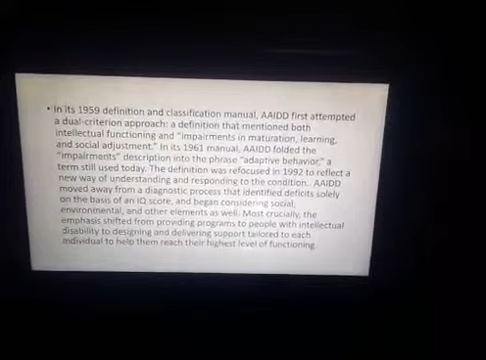 • In its 1959 definition and classification manual, AAIDD first attempted
a dual-criterion approach: a definition that mentioned both
intellectual functioning and "impairments in maturation, learning,
and social adjustment." In its 1961 manual, AAIDD folded the
"impairments" description into the phrase "adaptive behavior," a
term still used today. The definition was refocused in 1992 to reflect a
new way of understanding and responding to the condition. AAIDD
moved away from a diagnostic process that identified deficits solely
on the basis of an IQ score, and began considering social,
environmental, and other elements as well. Most crucially, the
emphasis shifted from providing programs to people with intellectual
disability to designing and delivering support tailored to each
individual to help them reach their highest level of functioning.